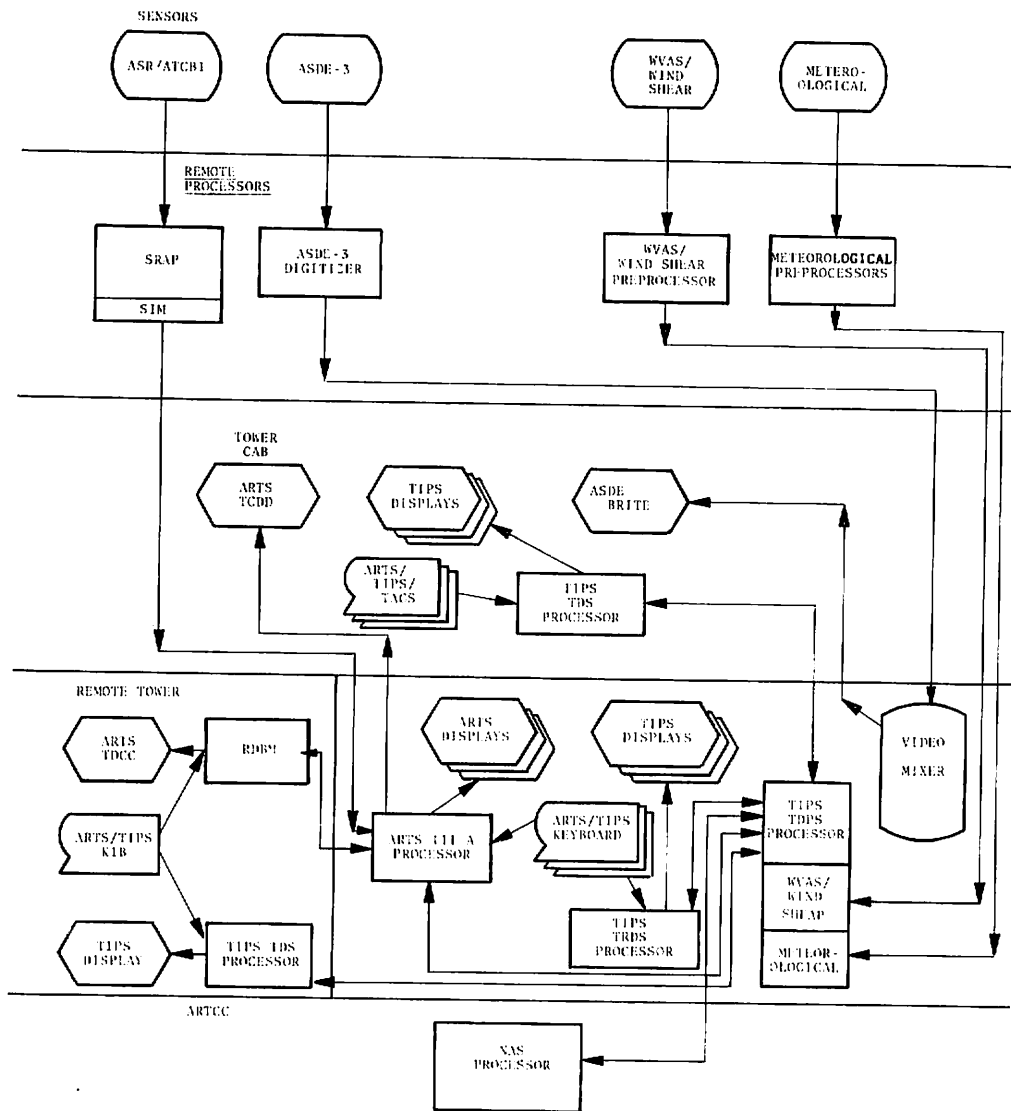 SENSORS
ASR/ATCBI
ASDE-3
WVAS/
WIND
SHEAR
METERO-
OLOGICAL
REMOTE
PROCESSORS
SRAP
SIM
ASDE-3
DIGITIZER
WVAS/
WIND SHEAR
PREPROCESSOR
METEOROLOGICAL
PREPROCESSORS
TOWER
CAB
ARTS
TCDD
TIPS
DISPLAYS
ASDE
BRITE
ARTS/
TIPS/
TACS
TIPS
TDS
PROCESSOR
REMOTE TOWER
ARTS
TDCC
RDBM
ARTS/TIPS
KIB
TIPS
DISPLAY
TIPS TDS
PROCESSOR
ARTS
DISPLAYS
TIPS
DISPLAYS
ARTS III A
PROCESSOR
ARTS/TIPS
KEYBOARD
TIPS
TRDS
PROCESSOR
TIPS
TDPS
PROCESSOR
WVAS/
WIND
SHEAR
METEOR-
OLOGICAL
VIDEO
MIXER
ARTCC
NAS
PROCESSOR